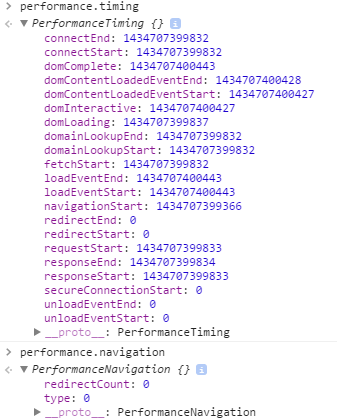 > performance.timing
<· ▼ PerformanceTiming {} i
connectEnd: 1434707399832
connectStart: 1434707399832
domComplete: 1434707400443
domContentLoadedEventEnd: 1434707400428
domContentLoadedEventStart: 1434707400427
domInteractive: 1434707400427
domLoading: 1434707399837
domainLookupEnd: 1434707399832
domainLookupStart: 1434707399832
fetchStart: 1434707399832
loadEventEnd: 1434707400443
loadEventStart: 1434707400443
navigationStart: 1434707399366
redirectEnd: 0
redirectStart: 0
requestStart: 1434707399833
responseEnd: 1434707399834
responseStart: 1434707399833
secureConnectionStart: 0
unloadEventEnd: 0
unloadEventStart: 0
▶ __proto__: PerformanceTiming
> performance.navigation
<· ▼ PerformanceNavigation {} i
redirectCount: 0
type: 0
▶ __proto__: PerformanceNavigation